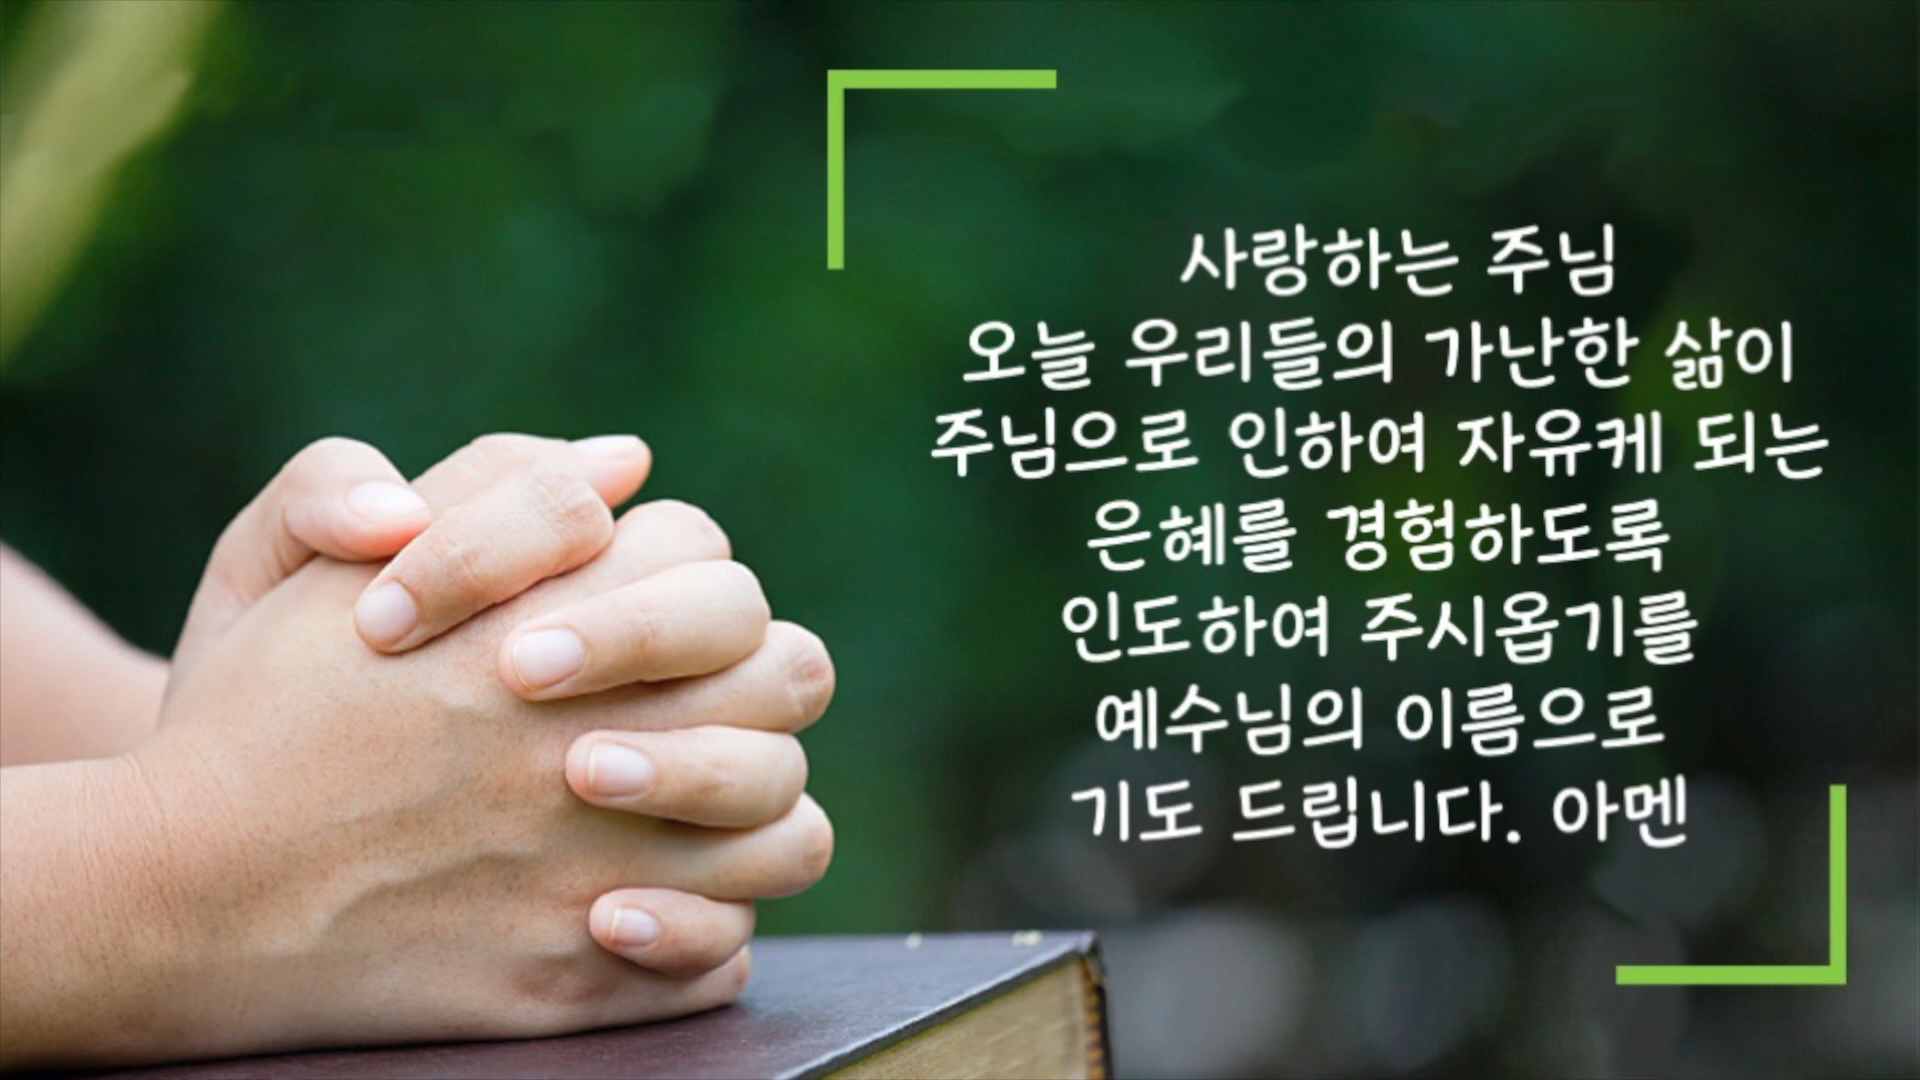 사랑하는 주님
오늘 우리들의 가난한 삶이
주님으로 인하여 자유케 되는
은혜를 경험하도록
인도하여 주시옵기를
예수님의 이름으로
기도 드립니다. 아멘